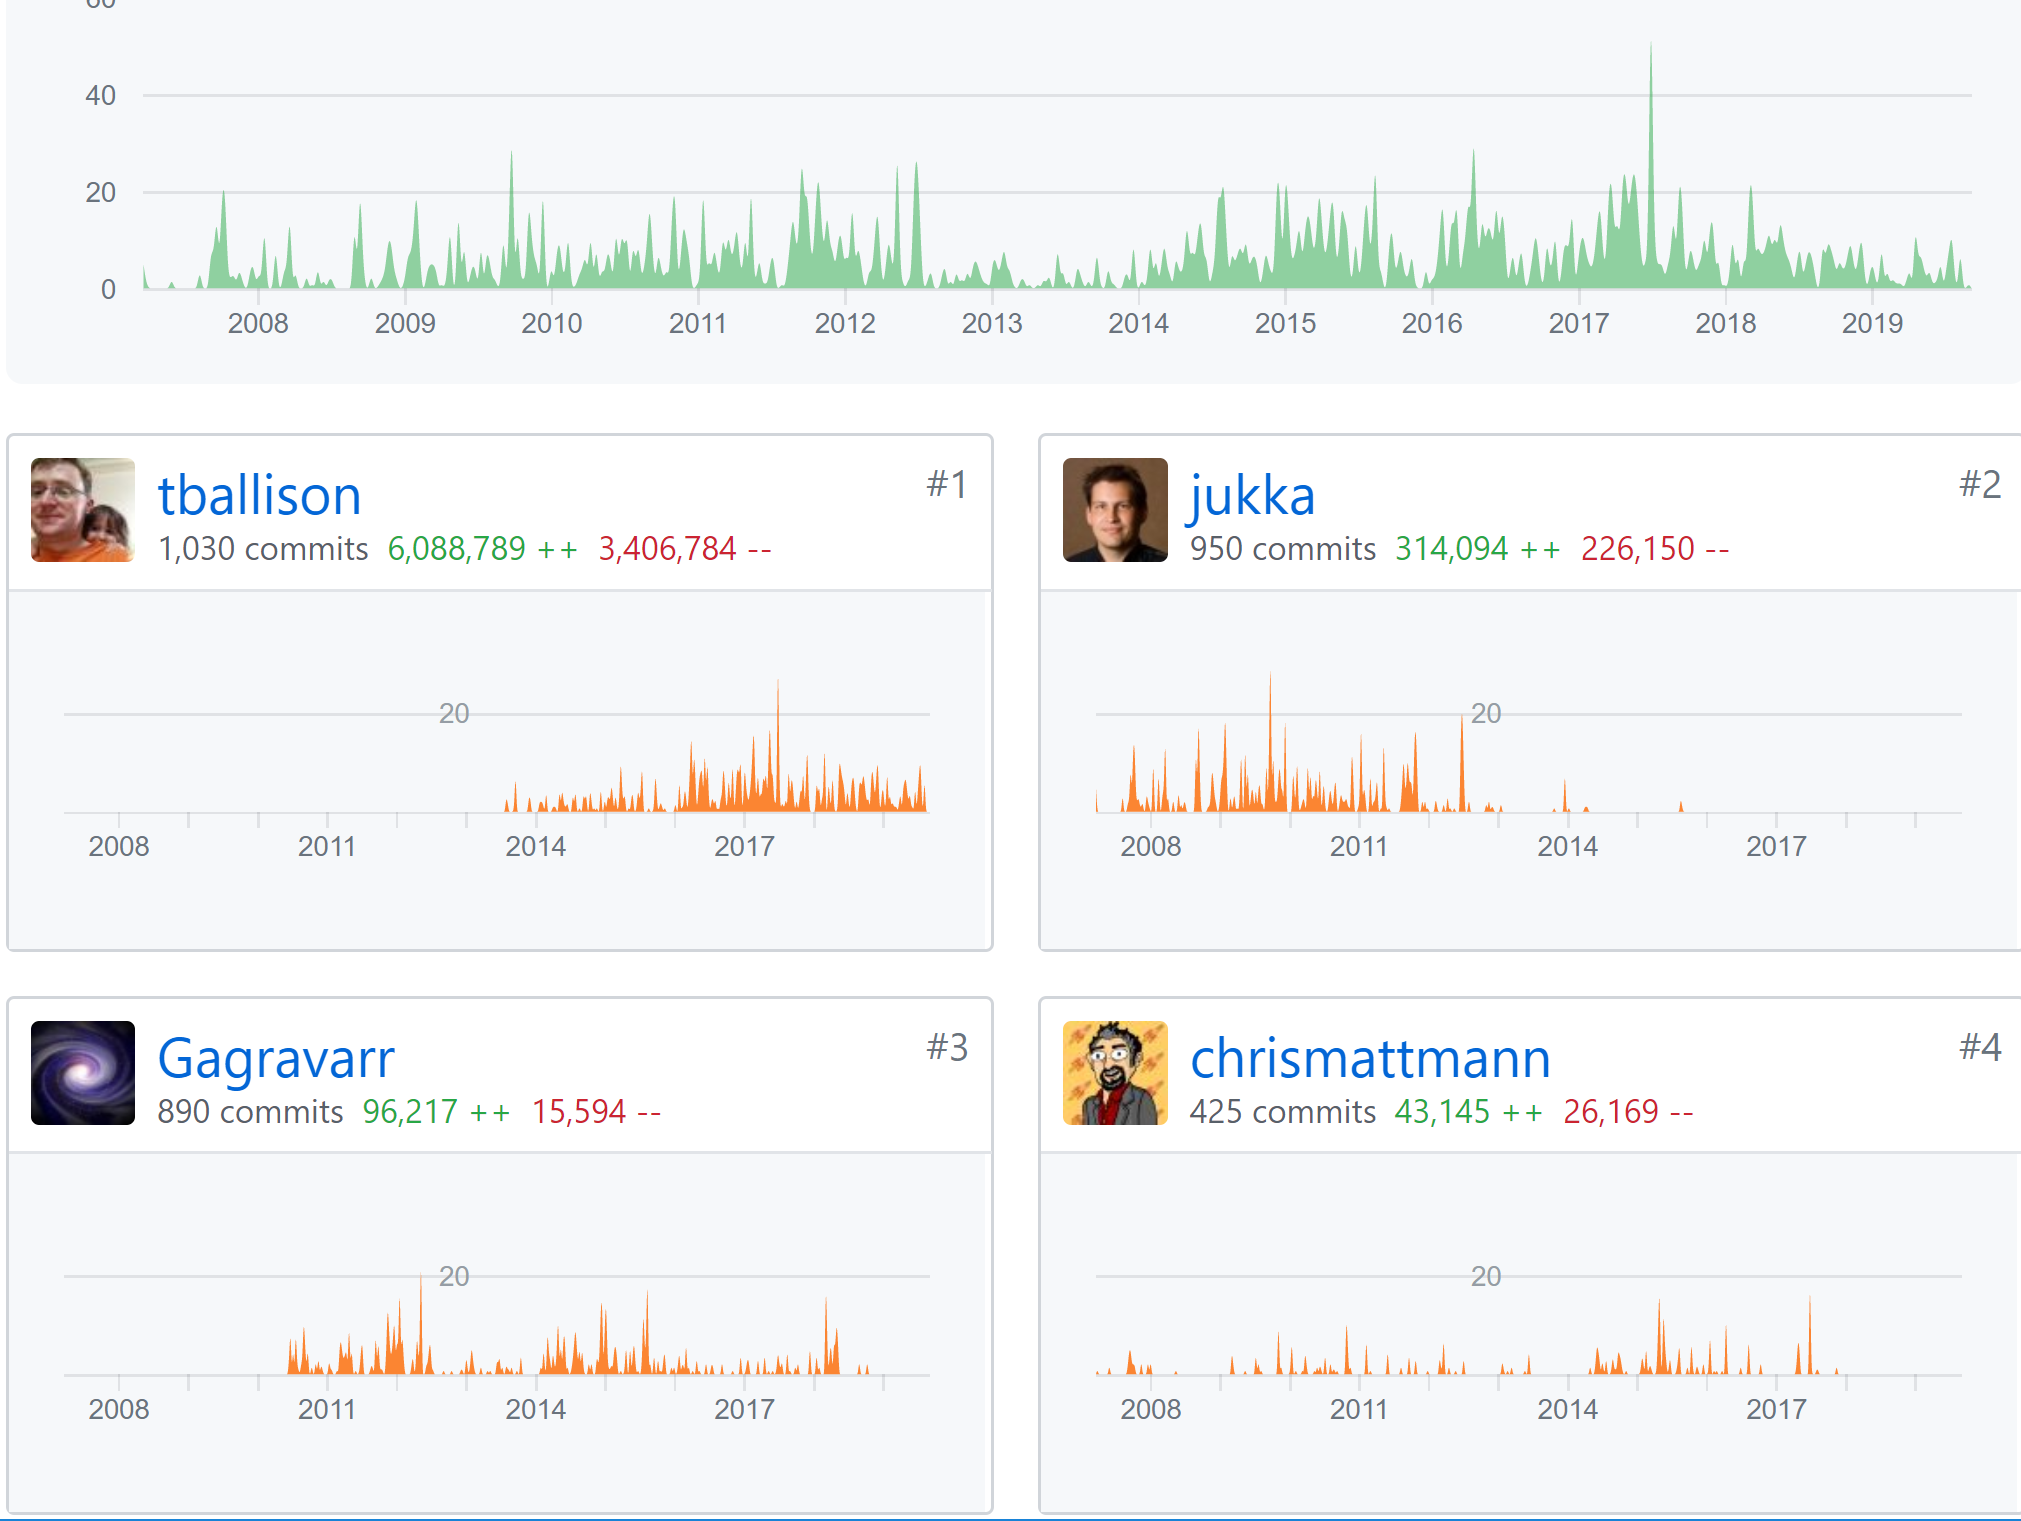 60
40
20
0
2008 2009 2010 2011 2012 2013 2014 2015 2016 2017 2018 2019
tballison #1
1,030 commits 6,088,789 ++ 3,406,784 --
20
2008 2011 2014 2017
jukka #2
950 commits 314,094 ++ 226,150 --
20
2008 2011 2014 2017
Gagravarr #3
890 commits 96,217 ++ 15,594 --
20
2008 2011 2014 2017
chrismattmann #4
425 commits 43,145 ++ 26,169 --
20
2008 2011 2014 2017